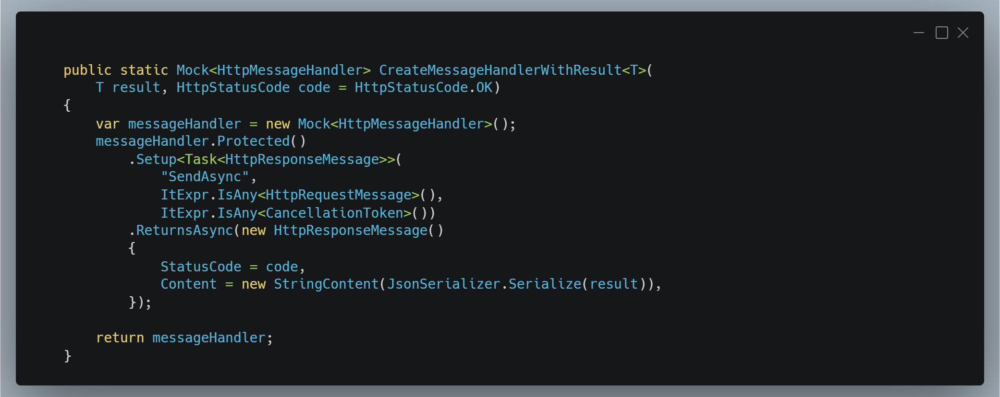 public static Mock<HttpMessageHandler> CreateMessageHandlerWithResult<T>(
    T result, HttpStatusCode code = HttpStatusCode.OK)
{
    var messageHandler = new Mock<HttpMessageHandler>();
    messageHandler.Protected()
        .Setup<Task<HttpResponseMessage>>(
            "SendAsync",
            ItExpr.IsAny<HttpRequestMessage>(),
            ItExpr.IsAny<CancellationToken>())
        .ReturnsAsync(new HttpResponseMessage()
        {
            StatusCode = code,
            Content = new StringContent(JsonSerializer.Serialize(result)),
        });

    return messageHandler;
}